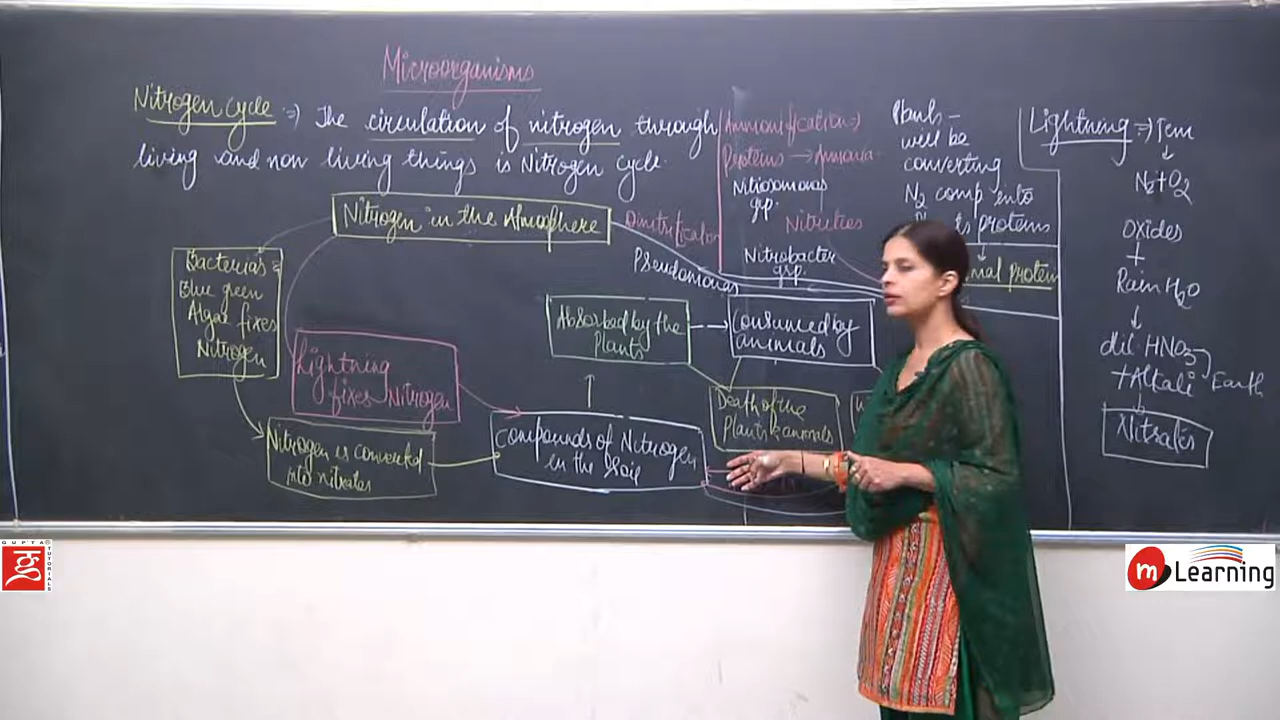 Microorganisms
Nitrogen cycle ⇒ The circulation of nitrogen through
living and non living things is Nitrogen cycle.
Nitrogen in the Atmosphere
Bacterias &
Blue green
Algae fixes
Nitrogen
Lightning
fixes Nitrogen
Nitrogen is converted
into nitrates
Compounds of Nitrogen
in the Soil
Absorbed by the
Plants
Consumed by
animals
Death of the
Plants & animals
Pseudomonas
Ammonification ⇒
Proteins → Ammonia
Nitrosomonas
grp.
Nitrobacter
grp.
will be
converting
N2 comp into
proteins
protein
Lightning ⇒ Tem
↓
N2+O2
Oxides
+
Rain H2O
↓
dil HNO3
+Alkali Earth
Nitrates
GUPTA TUTORIALS
m Learning